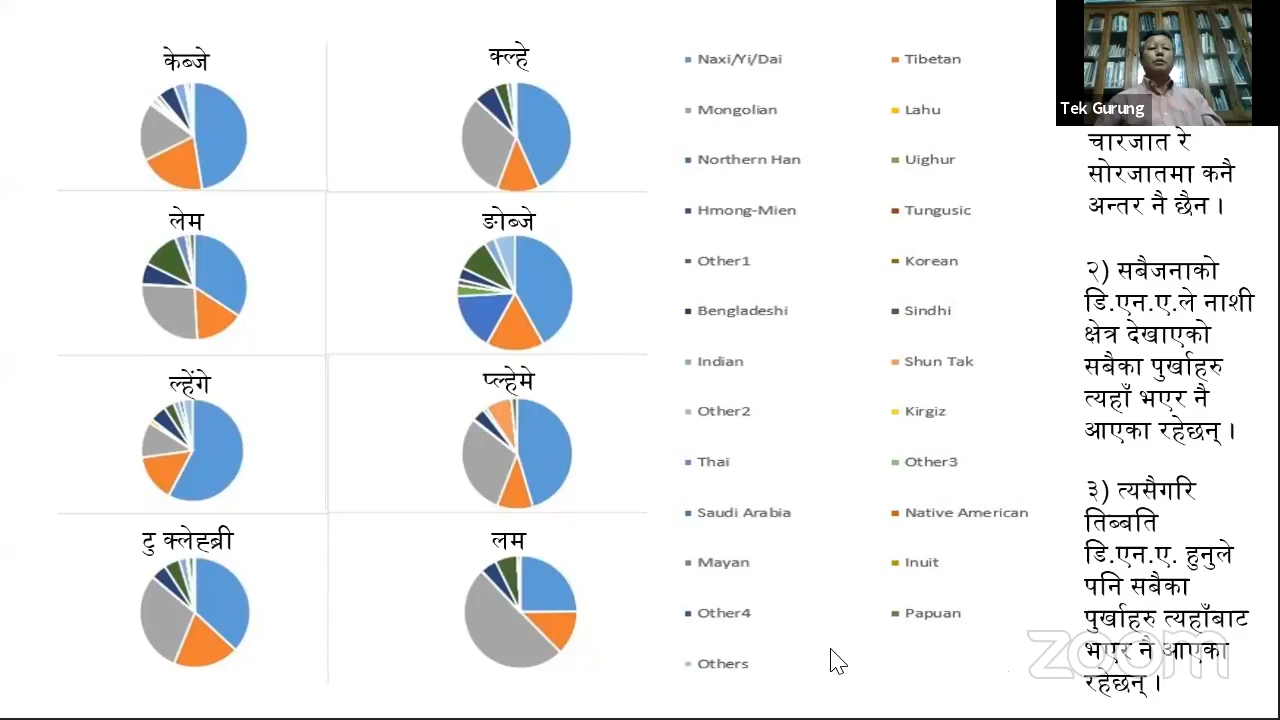 केब्जे
क्ल्हे
लेम
ङोब्जे
ल्हेंगे
प्ल्हेमे
टु क्लेह्ब्री
लम
Naxi/Yi/Dai
Tibetan
Mongolian
Lahu
Northern Han
Uighur
Hmong-Mien
Tungusic
Other1
Korean
Bengladeshi
Sindhi
Indian
Shun Tak
Other2
Kirgiz
Thai
Other3
Saudi Arabia
Native American
Mayan
Inuit
Other4
Papuan
Others
Tek Gurung
चारजात रे
सोरजातमा कनै
अन्तर नै छैन ।
२) सबैजनाको
डि.एन.ए.ले नाशी
क्षेत्र देखाएको
सबैका पुर्खाहरु
त्यहाँ भएर नै
आएका रहेछन् ।
३) त्यसैगरि
तिब्बति
डि.एन.ए. हुनुले
पनि सबैका
पुर्खाहरु त्यहाँबाट
भएर नै आएका
रहेछन् ।
zoom